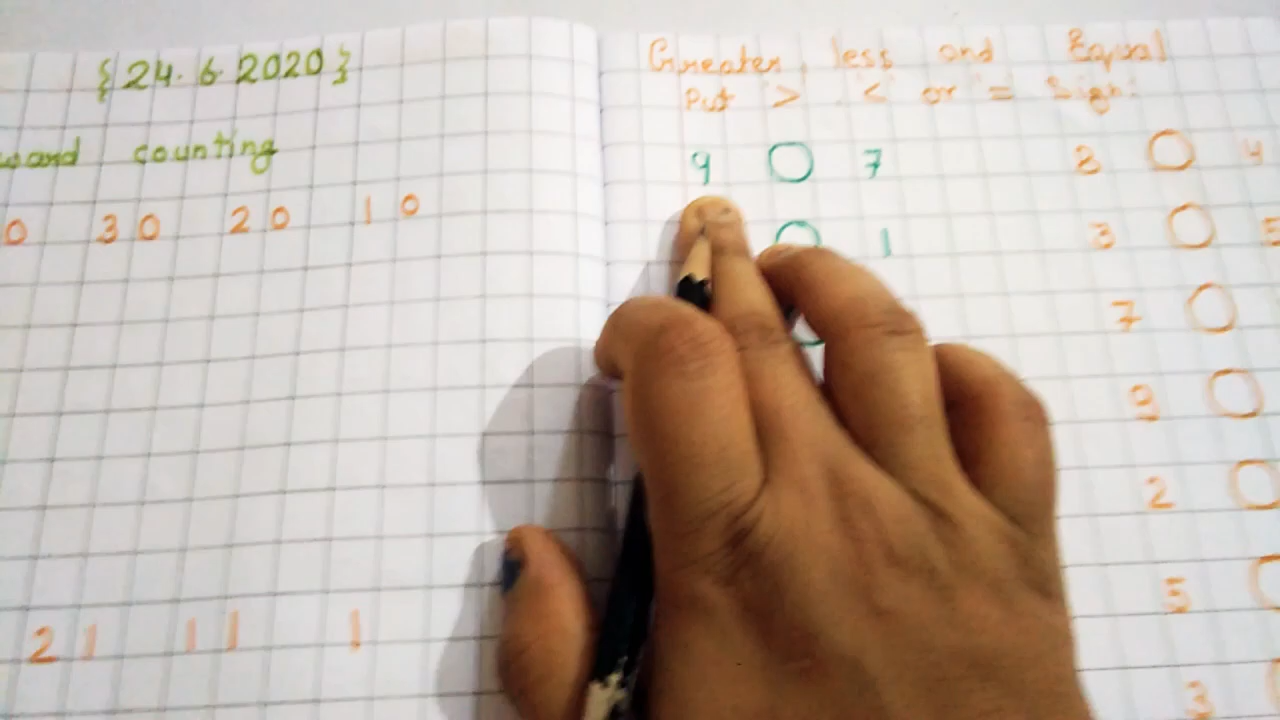 {24.6.2020}
ward counting
0 30 20 10
21 11 1
Greater, less and Equal
Put > < or = Sign:
9 ○ 7
○ 1
8 ○ 4
3 ○ 5
7 ○
9 ○
2 ○
5
3